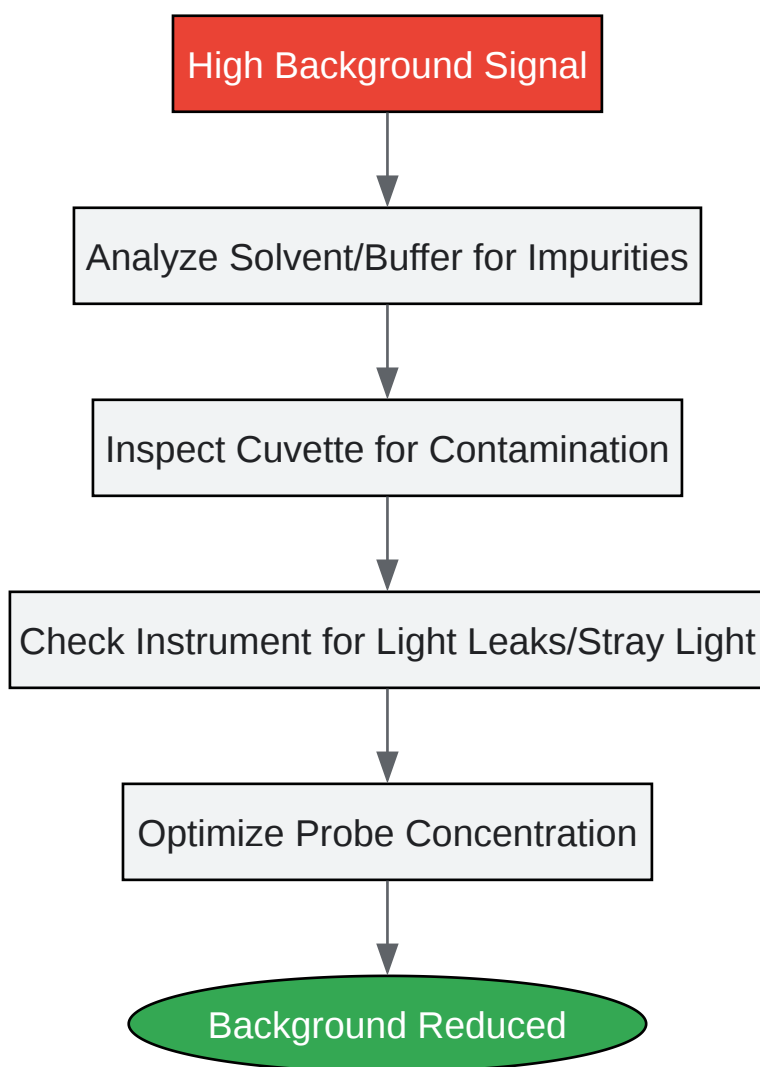 High Background Signal
Analyze Solvent/Buffer for Impurities
Inspect Cuvette for Contamination
Check Instrument for Light Leaks/Stray Light
Optimize Probe Concentration
Background Reduced